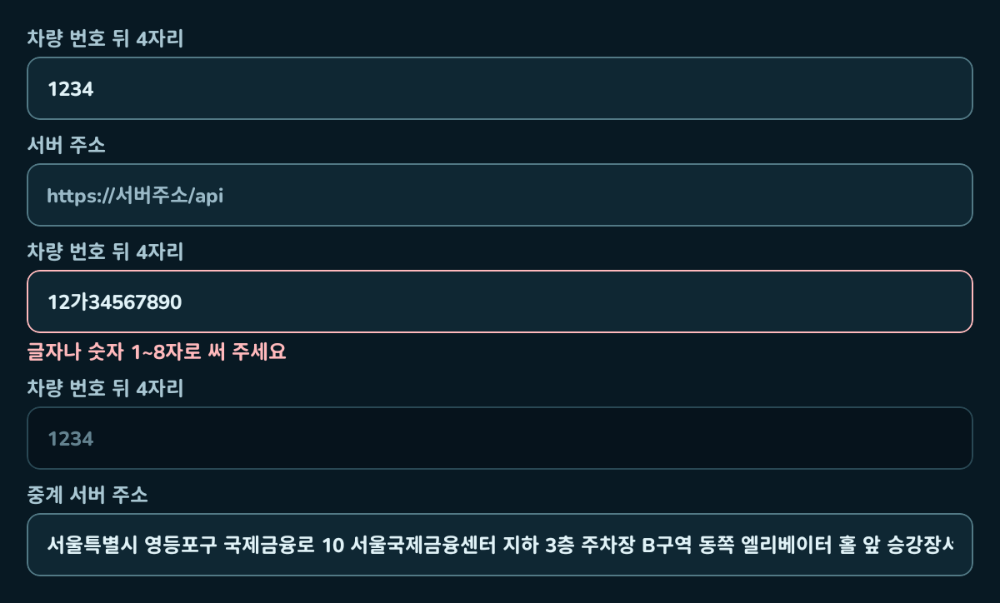 차량 번호 뒤 4자리
1234
서버 주소
https://서버주소/api
차량 번호 뒤 4자리
12가34567890
글자나 숫자 1~8자로 써 주세요
차량 번호 뒤 4자리
1234
중계 서버 주소
서울특별시 영등포구 국제금융로 10 서울국제금융센터 지하 3층 주차장 B구역 동쪽 엘리베이터 홀 앞